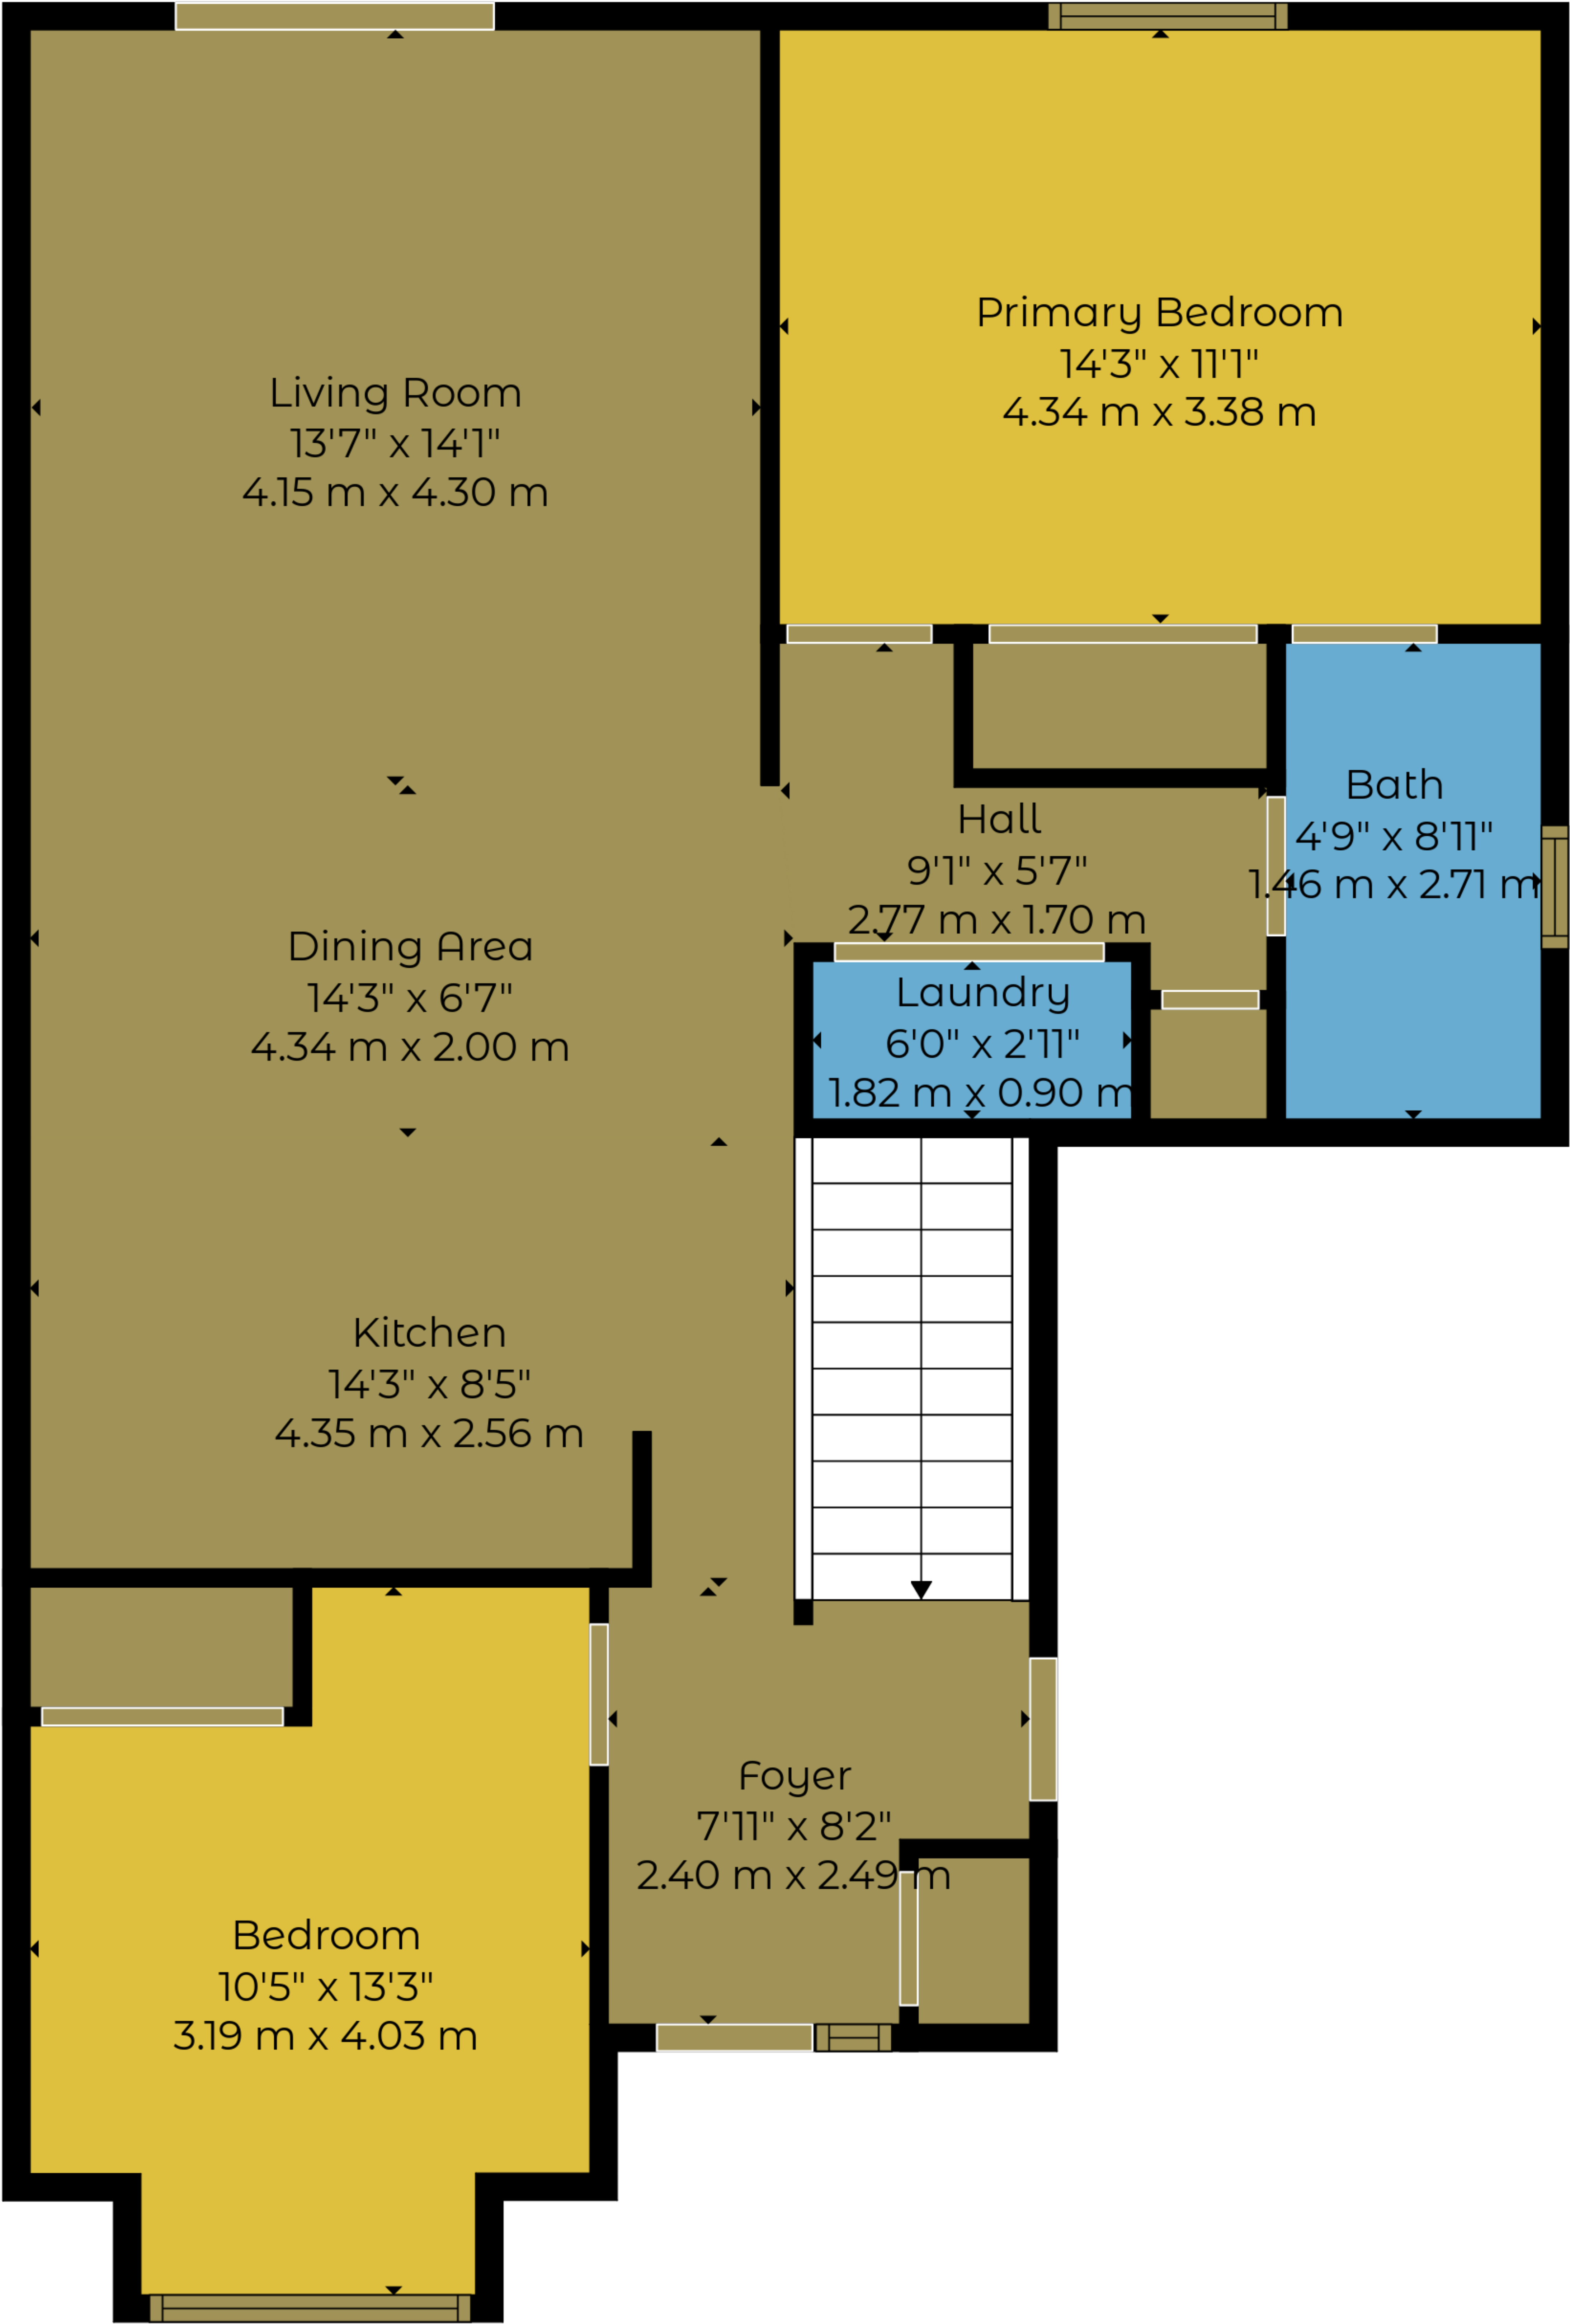 Living Room
13'7" x 14'1"
4.15 m x 4.30 m
Primary Bedroom
14'3" x 11'1"
4.34 m x 3.38 m
Bath
4'9" x 8'11"
1.46 m x 2.71 m
Hall
9'1" x 5'7"
2.77 m x 1.70 m
Dining Area
14'3" x 6'7"
4.34 m x 2.00 m
Laundry
6'0" x 2'11"
1.82 m x 0.90 m
Kitchen
14'3" x 8'5"
4.35 m x 2.56 m
Foyer
7'11" x 8'2"
2.40 m x 2.49 m
Bedroom
10'5" x 13'3"
3.19 m x 4.03 m